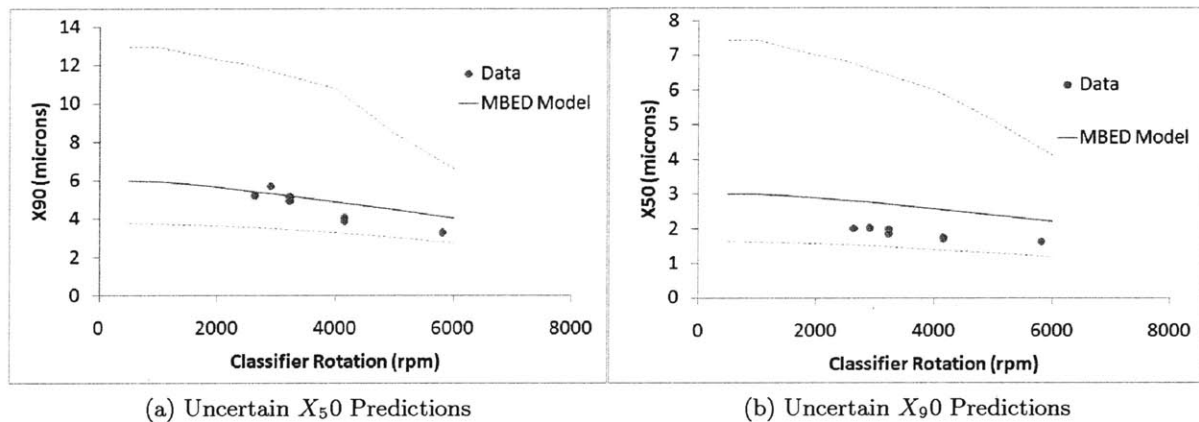 14
12
10
8
6
4
2
0
X90 (microns)
0 2000 4000 6000 8000
Classifier Rotation (rpm)
Data
MBED Model
(a) Uncertain X₅0 Predictions
8
7
6
5
4
3
2
1
0
X50 (microns)
0 2000 4000 6000 8000
Classifier Rotation (rpm)
Data
MBED Model
(b) Uncertain X₉0 Predictions